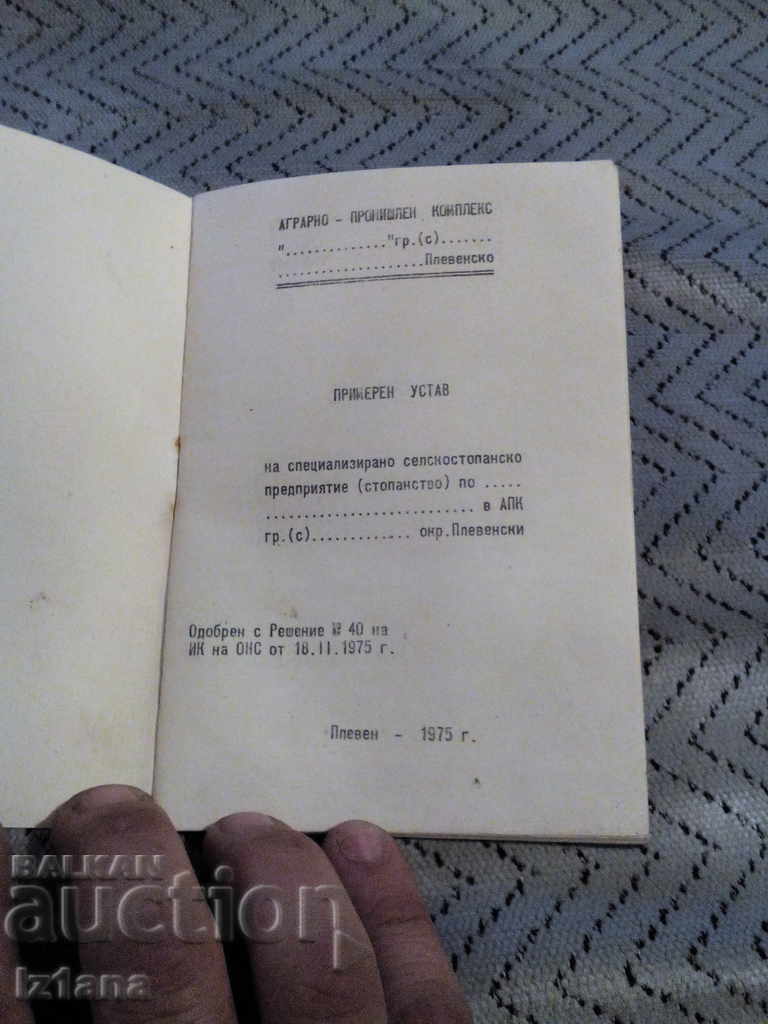 АГРАРНО - ПРОМИШЛЕН КОМПЛЕКС
"..............."гр.(с).......
.....................Плевенско
ПРИМЕРЕН УСТАВ
на специализирано селскостопанско
предприятие (стопанство) по .....
............................ в АПК
гр.(с)............. окр.Плевенски
Одобрен с Решение № 40 на
ИК на ОНС от 18.II.1975 г.
Плевен - 1975 г.
BALKAN
auction
iz1ana